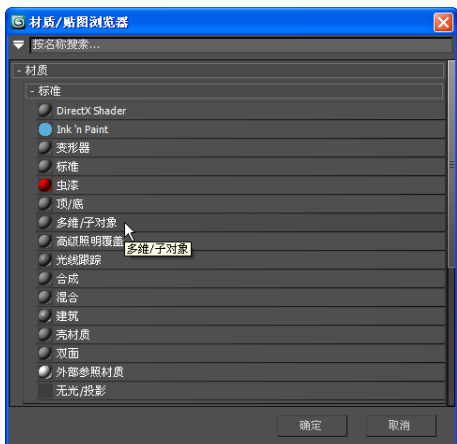 材质/贴图浏览器
按名称搜索...
- 材质
- 标准
DirectX Shader
Ink 'n Paint
变形器
标准
虫漆
顶/底
多维/子对象
高级照明覆盖
多维/子对象
光线跟踪
合成
混合
建筑
壳材质
双面
外部参照材质
无光/投影
确定 取消